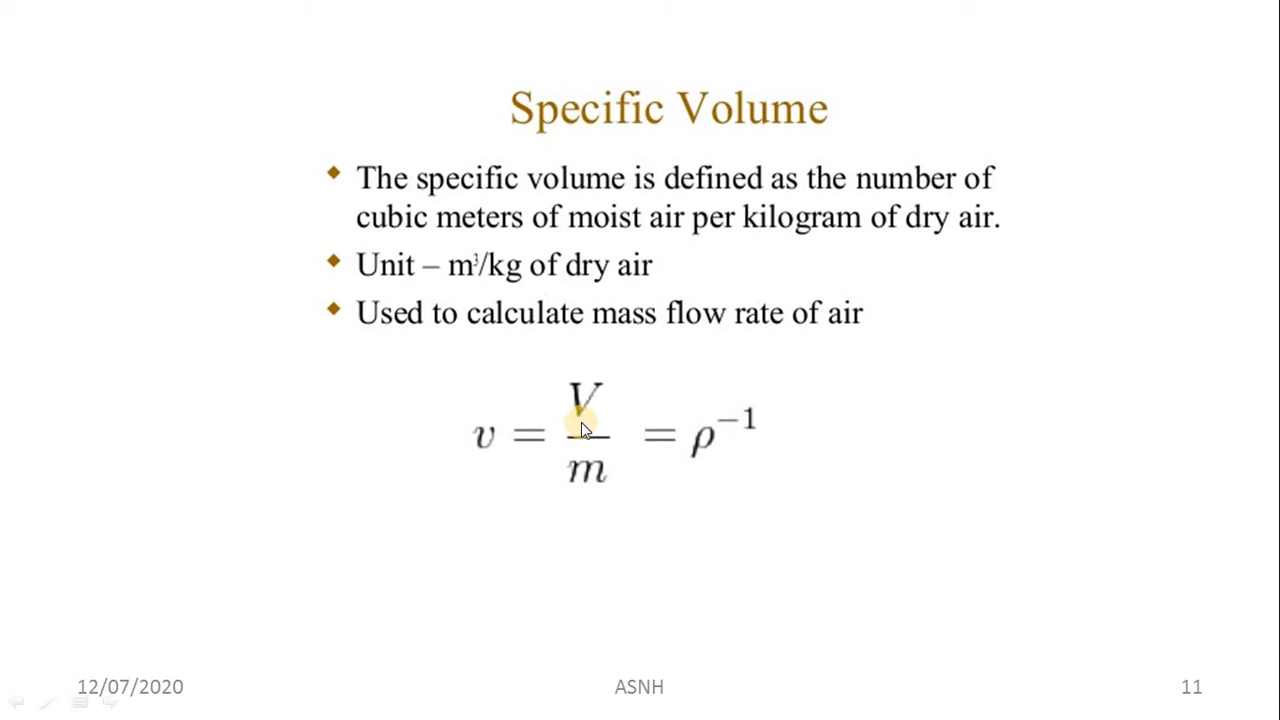 Specific Volume
The specific volume is defined as the number of
cubic meters of moist air per kilogram of dry air.
Unit – m³/kg of dry air
Used to calculate mass flow rate of air
v = V/m = ρ⁻¹
12/07/2020 ASNH 11